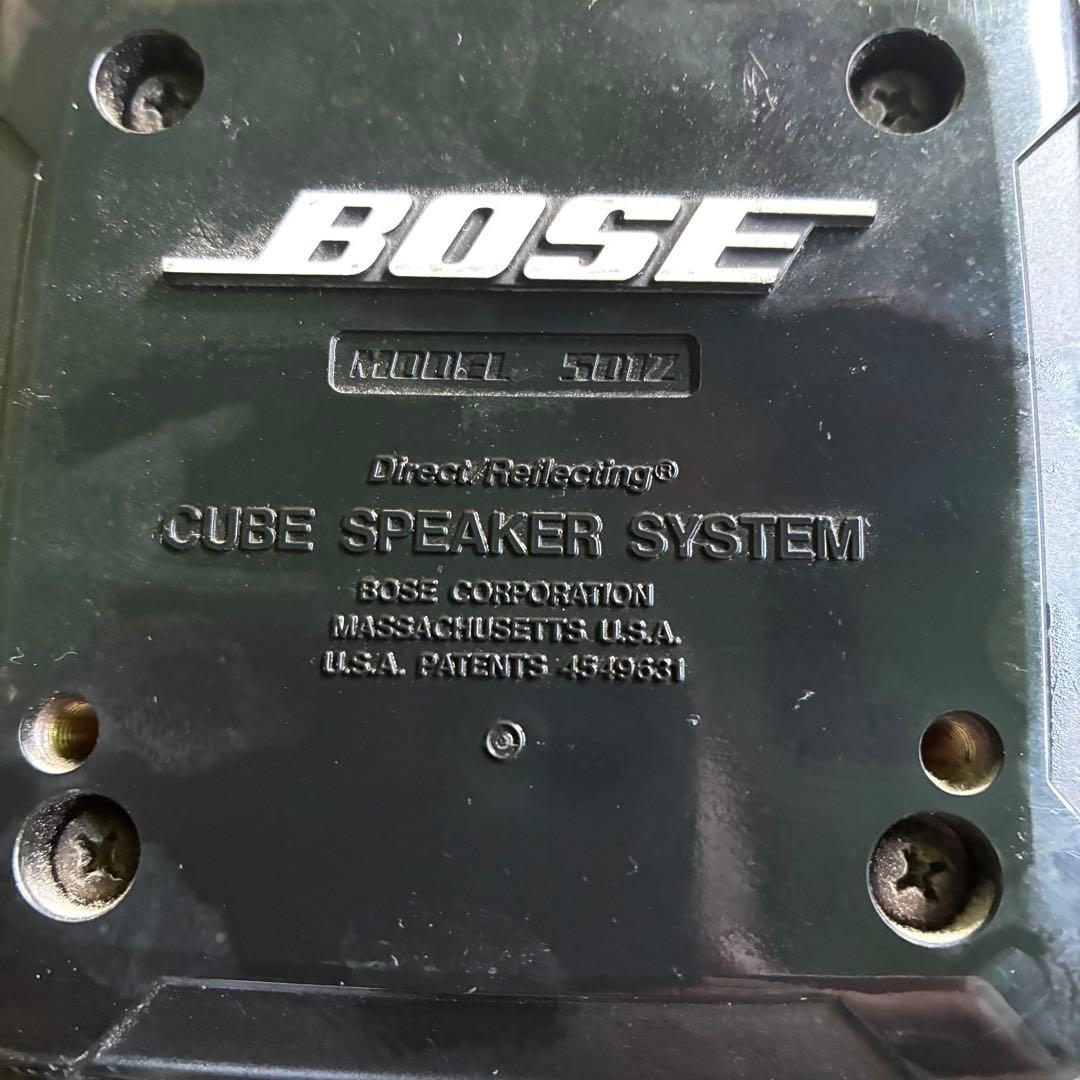 BOSE
MODEL 501Z
Direct/Reflecting®
CUBE SPEAKER SYSTEM
BOSE CORPORATION
MASSACHUSETTS U.S.A.
U.S.A. PATENTS 4549631